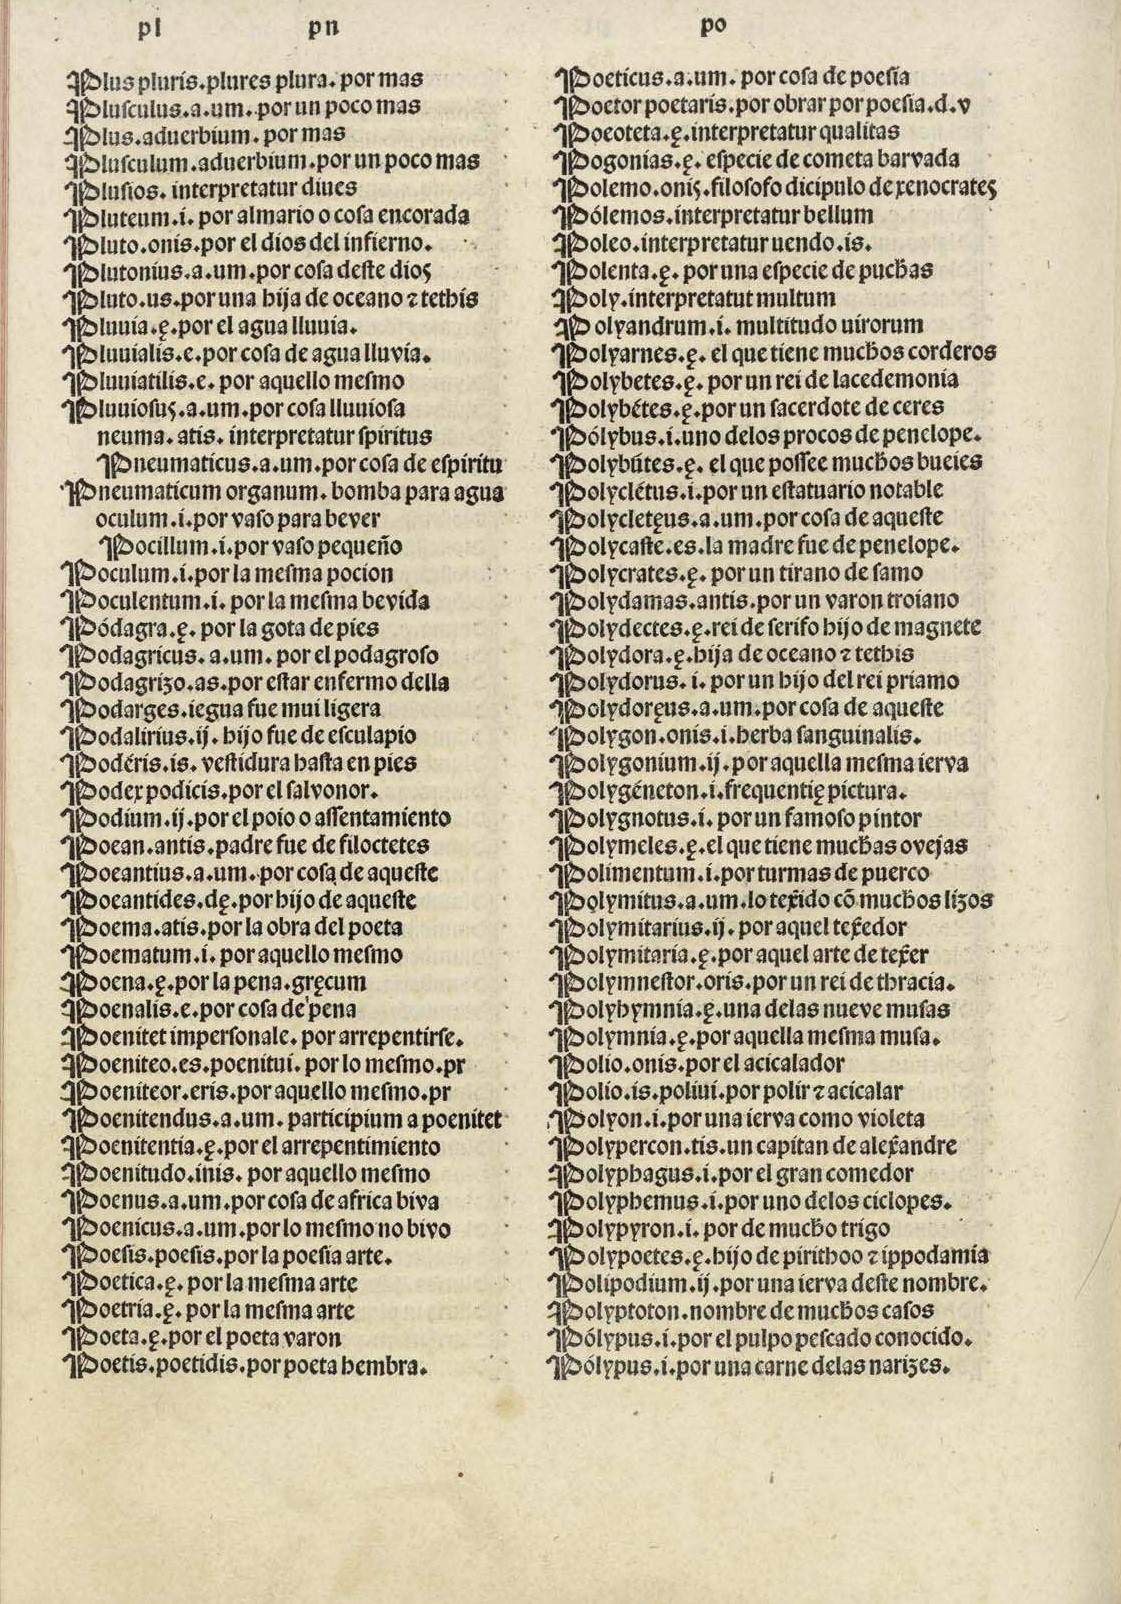 pl pn po
¶Plus pluris.plures plura. por mas
¶Plusculus.a.um. por un poco mas
¶Plus.aduerbium. por mas
¶Plusculum.aduerbium.por un poco mas
¶Plusios. interpretatur diues
¶Pluteum.i. por almario o cosa encorada
¶Pluto.onis.por el dios del infierno.
¶Plutonius.a.um.por cosa deste dios
¶Pluto.us.por una hija de oceano ⁊ tethis
¶Pluuia.ę.por el agua lluuia.
¶Pluuialis.e.por cosa de agua lluvia.
¶Pluuiatilis.e. por aquello mesmo
¶Pluuiosus.a.um.por cosa lluuiosa
neuma.atis. interpretatur spiritus
¶Pneumaticus.a.um.por cosa de espiritu
¶Pneumaticum organum. bomba para agua
oculum.i.por vaso para bever
¶Pocillum.i.por vaso pequeño
¶Poculum.i.por la mesma pocion
¶Poculentum.i. por la mesma bevida
¶Pódagra.ę. por la gota de pies
¶Podagricus. a.um. por el podagroso
¶Podagrizo.as.por estar enfermo della
¶Podarges.iegua fue mui ligera
¶Podalirius.ij. hijo fue de esculapio
¶Podéris.is. vestidura hasta en pies
¶Podex podicis.por el salvonor.
¶Podium.ij.por el poio o assentamiento
¶Poean.antis.padre fue de filoctetes
¶Poeantius.a.um. por cosa de aqueste
¶Poeantides.dę.por hijo de aqueste
¶Poema.atis.por la obra del poeta
¶Poematum.i. por aquello mesmo
¶Poena.ę.por la pena.gręcum
¶Poenalis.e.por cosa de pena
¶Poenitet impersonale. por arrepentirse.
¶Poeniteo.es.poenitui. por lo mesmo.pr
¶Poeniteor.eris.por aquello mesmo.pr
¶Poenitendus.a.um. participium a poenitet
¶Poenitentia.ę.por el arrepentimiento
¶Poenitudo.inis. por aquello mesmo
¶Poenus.a.um.por cosa de africa biva
¶Poenicus.a.um.por lo mesmo no bivo
¶Poesis.poesis.por la poesia arte.
¶Poetica.ę. por la mesma arte
¶Poetria.ę. por la mesma arte
¶Poeta.ę.por el poeta varon
¶Poetis.poetidis.por poeta hembra.
¶Poeticus.a.um. por cosa de poesia
¶Poetor poetaris.por obrar por poesia.d.v
¶Poeoteta.ę.interpretatur qualitas
¶Pogonias.ę. especie de cometa barvada
¶Polemo.onis.filosofo dicipulo de xenocrates
¶Pólemos.interpretatur bellum
¶Poleo.interpretatur uendo.is.
¶Polenta.ę. por una especie de puchas
¶Poly.interpretatut multum
¶Polyandrum.i. multitudo uirorum
¶Polyarnes.ę. el que tiene muchos corderos
¶Polybetes.ę. por un rei de lacedemonia
¶Polybétes.ę.por un sacerdote de ceres
¶Pólybus.i.uno delos procos de penelope.
¶Polybũtes.ę. el que possee muchos bueies
¶Polyclétus.i.por un estatuario notable
¶Polycletęus.a.um.por cosa de aqueste
¶Polycaste.es.la madre fue de penelope.
¶Polycrates.ę. por un tirano de samo
¶Polydamas.antis.por un varon troiano
¶Polydectes.ę.rei de serifo hijo de magnete
¶Polydora.ę.hija de oceano ⁊ tethis
¶Polydorus. i. por un hijo del rei priamo
¶Polydoręus.a.um.por cosa de aqueste
¶Polygon.onis.i.herba sanguinalis.
¶Polygonium.ij.por aquella mesma ierva
¶Polygéneton.i.frequentię pictura.
¶Polygnotus.i. por un famoso pintor
¶Polymeles.ę.el que tiene muchas ovejas
¶Polimentum.i.por turmas de puerco
¶Polymitus.a.um.lo texido cõ muchos lizos
¶Polymitarius.ij. por aquel texedor
¶Polymitaria.ę.por aquel arte de texer
¶Polymnestor.oris.por un rei de thracia.
¶Polyhymnia.ę.una delas nueve musas
¶Polymnia.ę.por aquella mesma musa.
¶Polio.onis.por el acicalador
¶Polio.is.poliui.por polir ⁊ acicalar
¶Polyon.i.por una ierva como violeta
¶Polypercon.tis.un capitan de alexandre
¶Polyphagus.i.por el gran comedor
¶Polyphemus.i.por uno delos ciclopes.
¶Polypyron.i. por de mucho trigo
¶Polypoetes.ę.hijo de pirithoo ⁊ ippodamia
¶Polipodium.ij.por una ierva deste nombre.
¶Polyptoton.nombre de muchos casos
¶Pólypus.i.por el pulpo pescado conocido.
¶Pólypus.i.por una carne delas narizes.